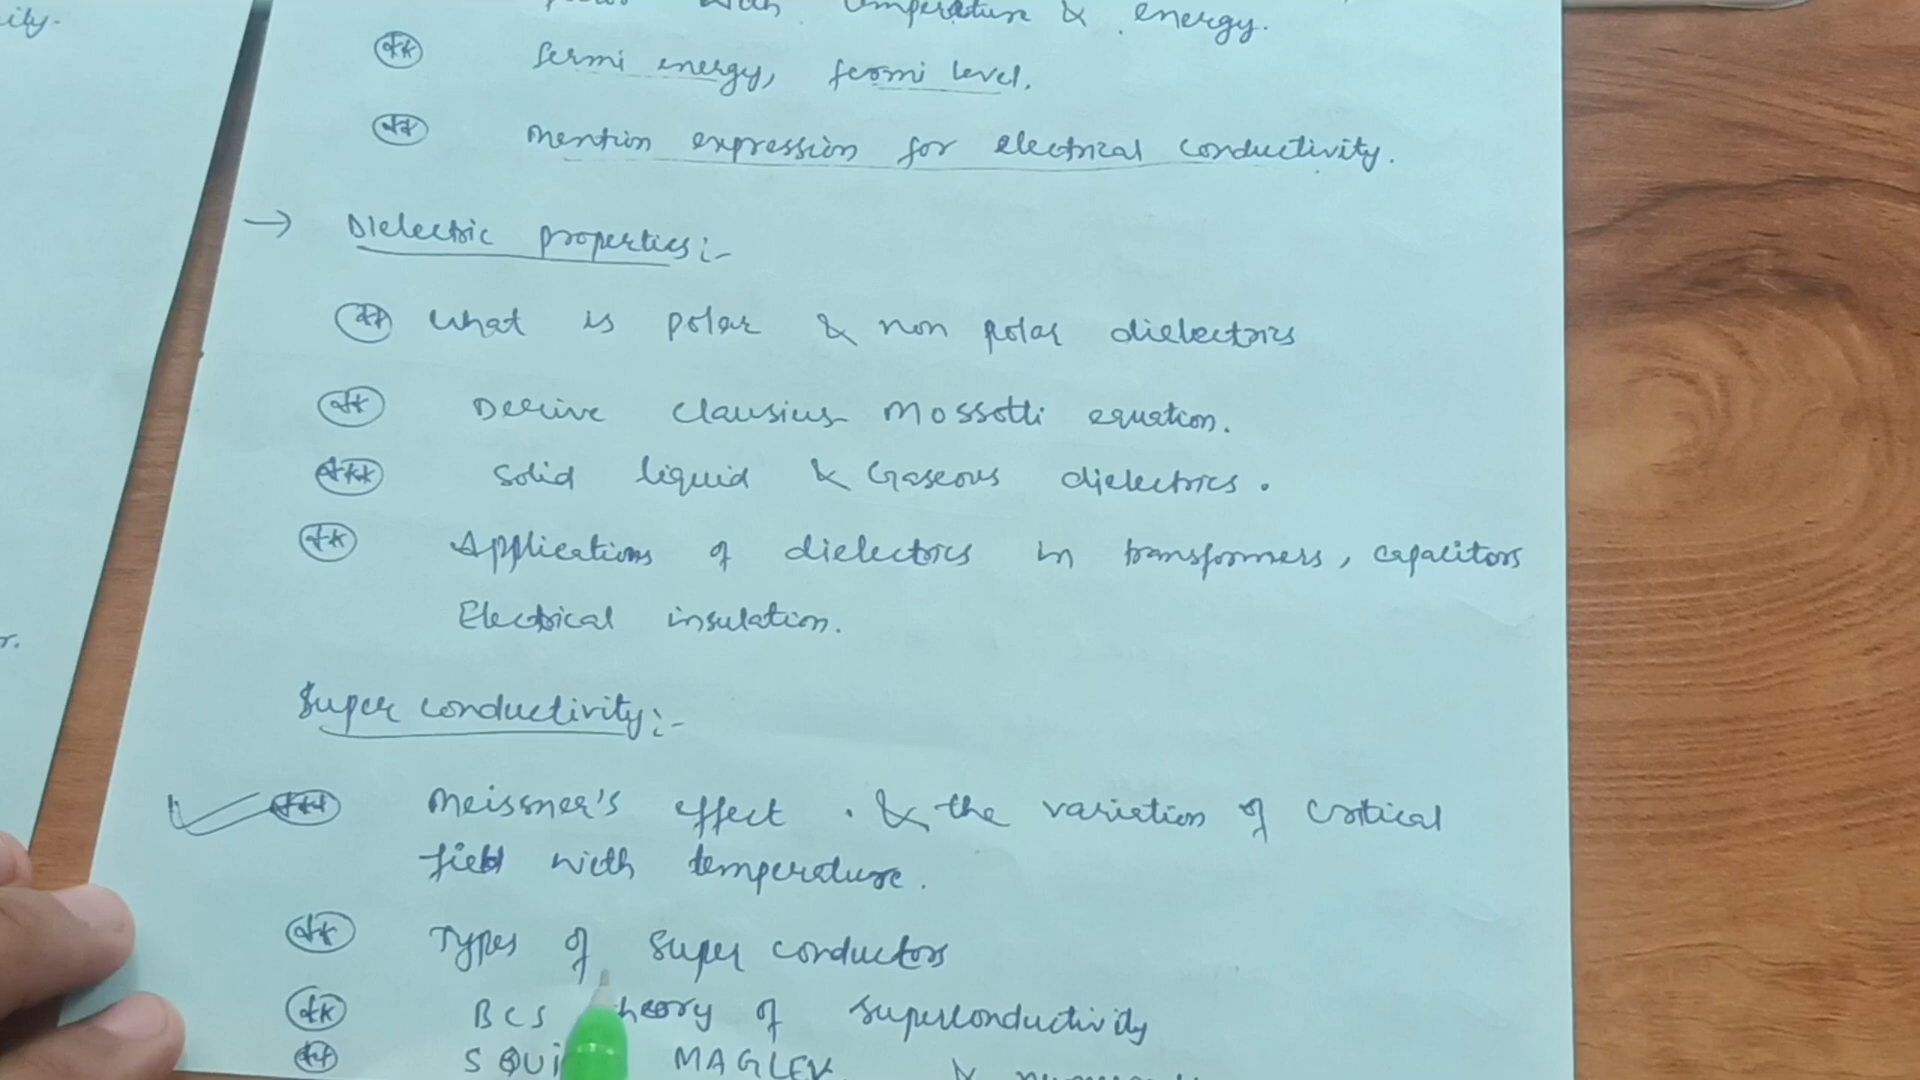 city.
with temperature & energy.
** fermi energy, fermi level.
** mention expression for electrical conductivity.
→ Dielectric properties:-
** what is polar & non polar dielectrics
** Derive Clausius Mossotti equation.
*** Solid liquid & Gaseous dielectrics.
** Applications of dielectrics in transformers, capacitors
Electrical insulation.
r.
Super conductivity:-
*** Meissner's effect. & the variation of critical
field with temperature.
** Types of super conductors
** BCS theory of superconductivity
** MAGLEV &